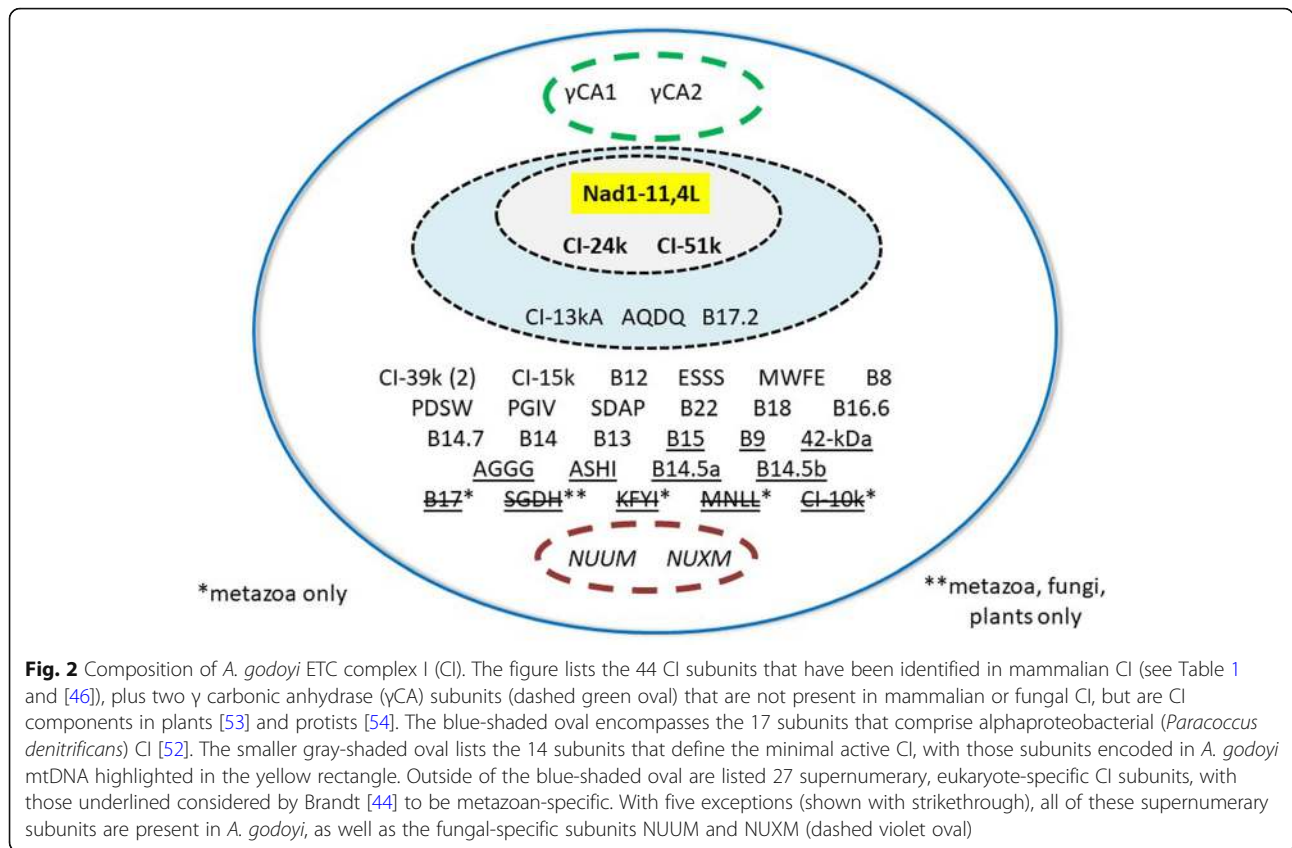 γCA1 γCA2
Nad1-11,4L
CI-24k CI-51k
CI-13kA AQDQ B17.2
CI-39k (2) CI-15k B12 ESSS MWFE B8
PDSW PGIV SDAP B22 B18 B16.6
B14.7 B14 B13 B15 B9 42-kDa
AGGG ASHI B14.5a B14.5b
B17* SGDH** KFYI* MNLL* CI-10k*
NUUM NUXM
*metazoa only
**metazoa, fungi,
plants only
Fig. 2 Composition of A. godoyi ETC complex I (CI). The figure lists the 44 CI subunits that have been identified in mammalian CI (see Table 1
and [46]), plus two γ carbonic anhydrase (γCA) subunits (dashed green oval) that are not present in mammalian or fungal CI, but are CI
components in plants [53] and protists [54]. The blue-shaded oval encompasses the 17 subunits that comprise alphaproteobacterial (Paracoccus
denitrificans) CI [52]. The smaller gray-shaded oval lists the 14 subunits that define the minimal active CI, with those subunits encoded in A. godoyi
mtDNA highlighted in the yellow rectangle. Outside of the blue-shaded oval are listed 27 supernumerary, eukaryote-specific CI subunits, with
those underlined considered by Brandt [44] to be metazoan-specific. With five exceptions (shown with strikethrough), all of these supernumerary
subunits are present in A. godoyi, as well as the fungal-specific subunits NUUM and NUXM (dashed violet oval)